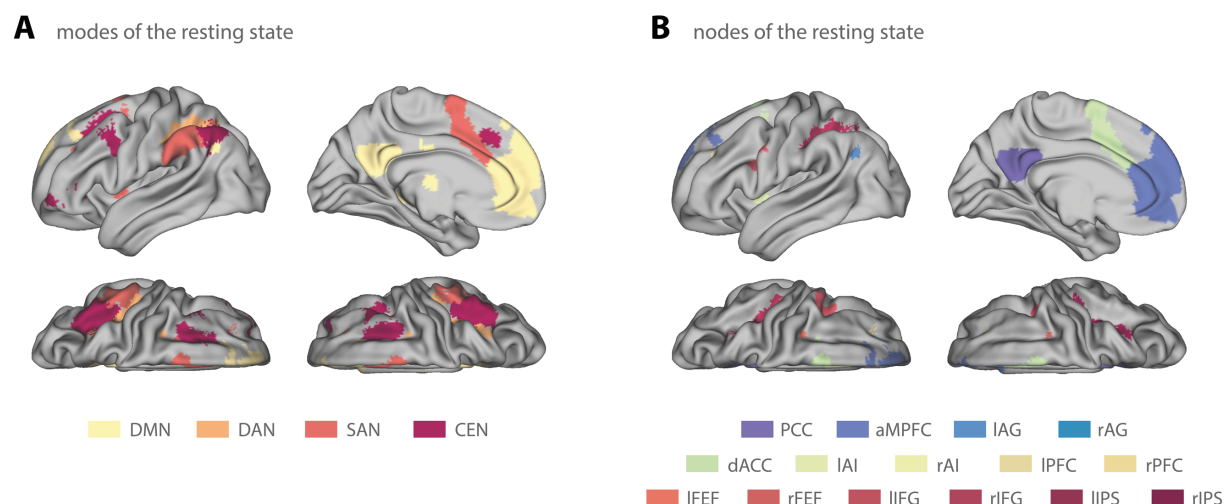 A modes of the resting state
B nodes of the resting state
DMN DAN SAN CEN
PCC aMPFC lAG rAG
dACC lAI rAI lPFC rPFC
lFEF rFEF lIFG rIFG lIPS rIPS